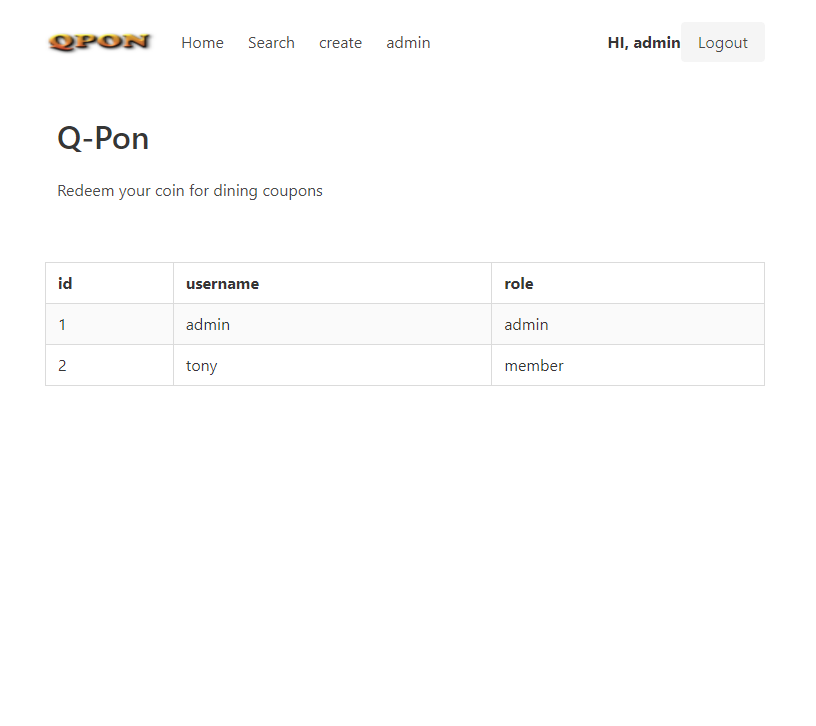 QPON Home Search create admin HI, admin Logout
Q-Pon
Redeem your coin for dining coupons
id username role
1 admin admin
2 tony member